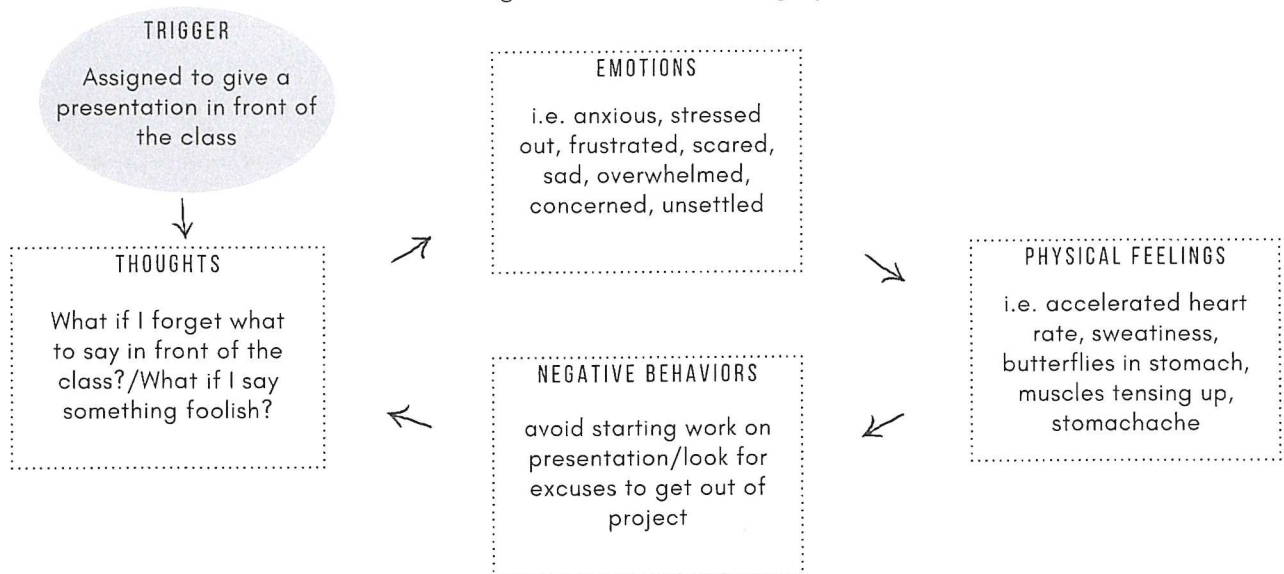 TRIGGER
Assigned to give a
presentation in front of
the class
EMOTIONS
i.e. anxious, stressed
out, frustrated, scared,
sad, overwhelmed,
concerned, unsettled
THOUGHTS
What if I forget what
to say in front of the
class?/What if I say
something foolish?
PHYSICAL FEELINGS
i.e. accelerated heart
rate, sweatiness,
butterflies in stomach,
muscles tensing up,
stomachache
NEGATIVE BEHAVIORS
avoid starting work on
presentation/look for
excuses to get out of
project